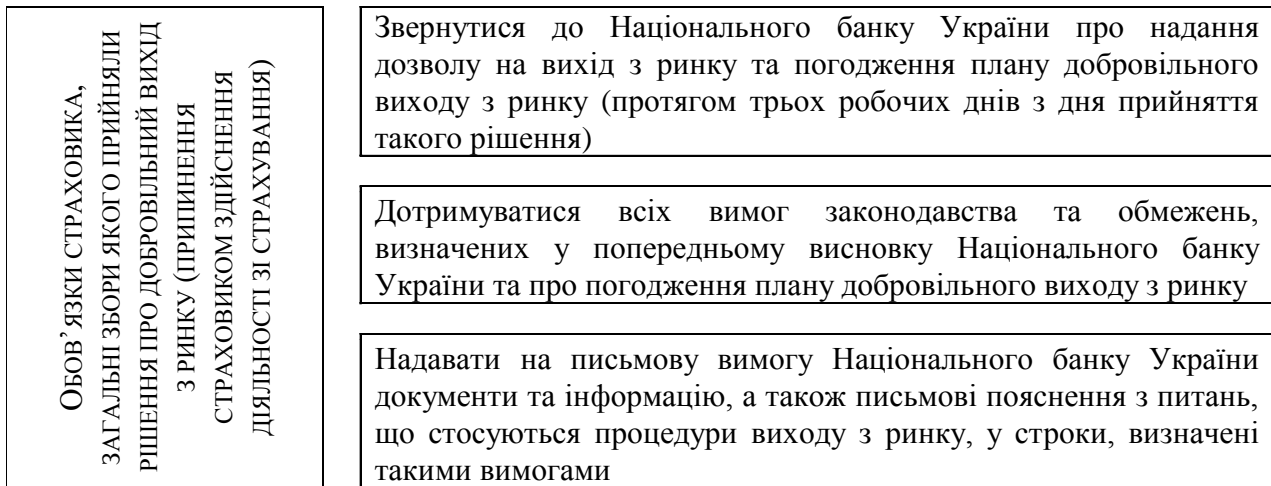 ОБОВ’ЯЗКИ СТРАХОВИКА,
ЗАГАЛЬНІ ЗБОРИ ЯКОГО ПРИЙНЯЛИ
РІШЕННЯ ПРО ДОБРОВІЛЬНИЙ ВИХІД
З РИНКУ (ПРИПИНЕННЯ
СТРАХОВИКОМ ЗДІЙСНЕННЯ
ДІЯЛЬНОСТІ ЗІ СТРАХУВАННЯ)
Звернутися до Національного банку України про надання
дозволу на вихід з ринку та погодження плану добровільного
виходу з ринку (протягом трьох робочих днів з дня прийняття
такого рішення)
Дотримуватися всіх вимог законодавства та обмежень,
визначених у попередньому висновку Національного банку
України та про погодження плану добровільного виходу з ринку
Надавати на письмову вимогу Національного банку України
документи та інформацію, а також письмові пояснення з питань,
що стосуються процедури виходу з ринку, у строки, визначені
такими вимогами